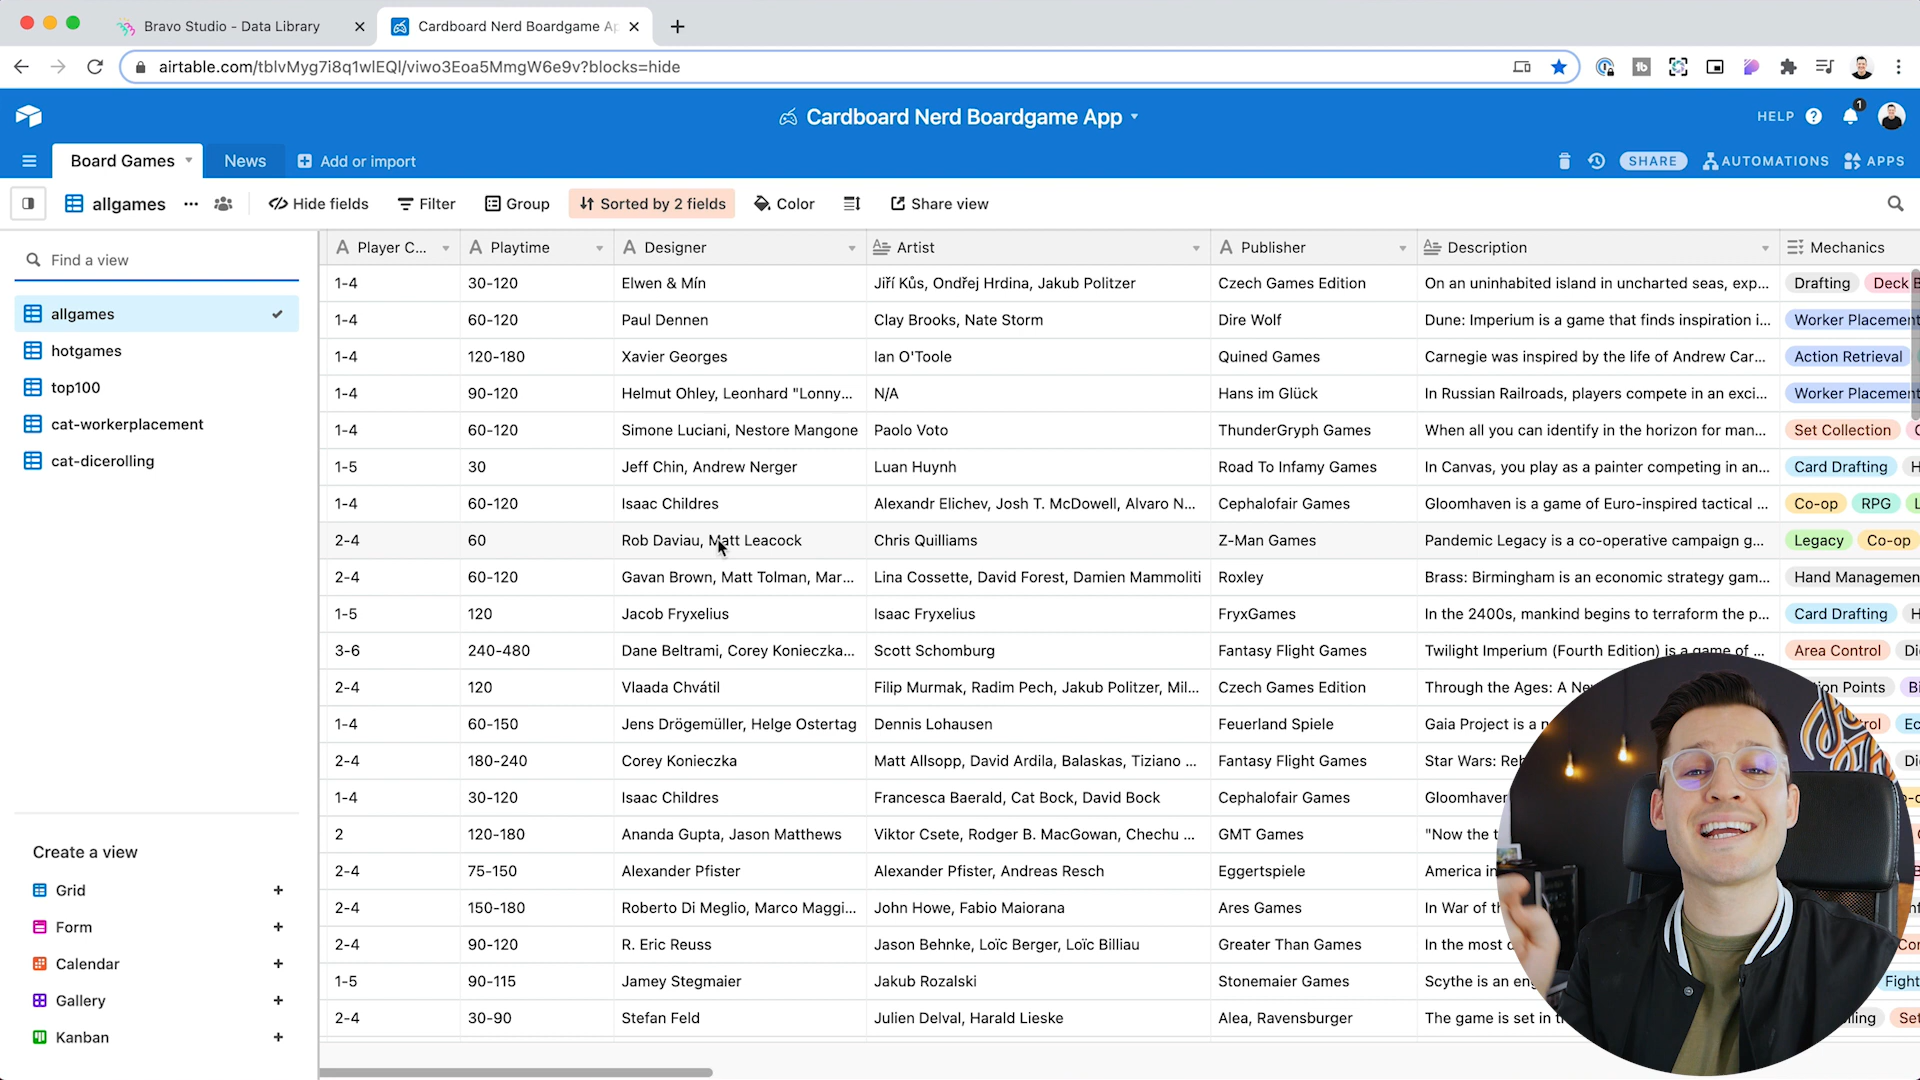 Bravo Studio - Data Library
Cardboard Nerd Boardgame Ap
airtable.com/tblvMyg7i8q1wlEQl/viwo3Eoa5MmgW6e9v?blocks=hide
Cardboard Nerd Boardgame App
HELP ? 1
Board Games
News
Add or import
SHARE
AUTOMATIONS
APPS
allgames
Hide fields
Filter
Group
Sorted by 2 fields
Color
Share view
Find a view
allgames
hotgames
top100
cat-workerplacement
cat-dicerolling
Create a view
Grid
Form
Calendar
Gallery
Kanban
Player C... Playtime Designer Artist Publisher Description Mechanics
1-4 30-120 Elwen & Mín Jiří Kůs, Ondřej Hrdina, Jakub Politzer Czech Games Edition On an uninhabited island in uncharted seas, exp... Drafting Deck B
1-4 60-120 Paul Dennen Clay Brooks, Nate Storm Dire Wolf Dune: Imperium is a game that finds inspiration i... Worker Placement
1-4 120-180 Xavier Georges Ian O'Toole Quined Games Carnegie was inspired by the life of Andrew Car... Action Retrieval
1-4 90-120 Helmut Ohley, Leonhard "Lonny... N/A Hans im Glück In Russian Railroads, players compete in an exci... Worker Placement
1-4 60-120 Simone Luciani, Nestore Mangone Paolo Voto ThunderGryph Games When all you can identify in the horizon for man... Set Collection
1-5 30 Jeff Chin, Andrew Nerger Luan Huynh Road To Infamy Games In Canvas, you play as a painter competing in an... Card Drafting H
1-4 60-120 Isaac Childres Alexandr Elichev, Josh T. McDowell, Alvaro N... Cephalofair Games Gloomhaven is a game of Euro-inspired tactical ... Co-op RPG L
2-4 60 Rob Daviau, Matt Leacock Chris Quilliams Z-Man Games Pandemic Legacy is a co-operative campaign g... Legacy Co-op
2-4 60-120 Gavan Brown, Matt Tolman, Mar... Lina Cossette, David Forest, Damien Mammoliti Roxley Brass: Birmingham is an economic strategy gam... Hand Managemen
1-5 120 Jacob Fryxelius Isaac Fryxelius FryxGames In the 2400s, mankind begins to terraform the p... Card Drafting H
3-6 240-480 Dane Beltrami, Corey Konieczka... Scott Schomburg Fantasy Flight Games Twilight Imperium (Fourth Edition) is a game of ... Area Control Di
2-4 120 Vlaada Chvátil Filip Murmak, Radim Pech, Jakub Politzer, Mil... Czech Games Edition Through the Ages: A Ne on Points Bi
1-4 60-150 Jens Drögemüller, Helge Ostertag Dennis Lohausen Feuerland Spiele Gaia Project is a rol Ec
2-4 180-240 Corey Konieczka Matt Allsopp, David Ardila, Balaskas, Tiziano ... Fantasy Flight Games Star Wars: Reb Di
1-4 30-120 Isaac Childres Francesca Baerald, Cat Bock, David Bock Cephalofair Games Gloomhaver
2 120-180 Ananda Gupta, Jason Matthews Viktor Csete, Rodger B. MacGowan, Chechu ... GMT Games "Now the t
2-4 75-150 Alexander Pfister Alexander Pfister, Andreas Resch Eggertspiele America in
2-4 150-180 Roberto Di Meglio, Marco Maggi... John Howe, Fabio Maiorana Ares Games In War of th
2-4 90-120 R. Eric Reuss Jason Behnke, Loïc Berger, Loïc Billiau Greater Than Games In the most Cor
1-5 90-115 Jamey Stegmaier Jakub Rozalski Stonemaier Games Scythe is an eng Fight
2-4 30-90 Stefan Feld Julien Delval, Harald Lieske Alea, Ravensburger The game is set in t lling Set